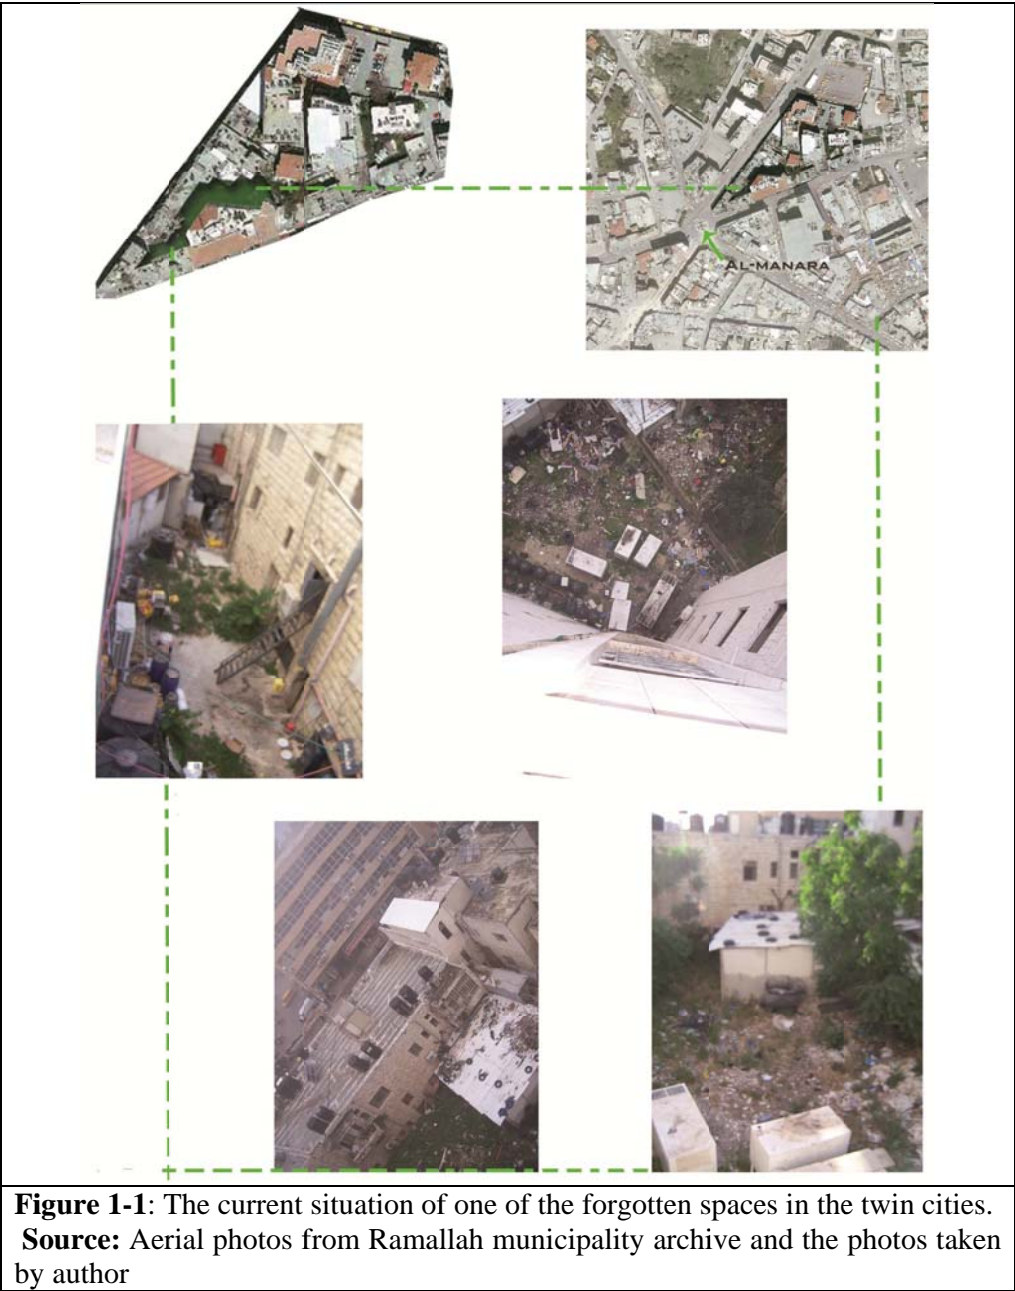 AL-MANARA
Figure 1-1: The current situation of one of the forgotten spaces in the twin cities.
Source: Aerial photos from Ramallah municipality archive and the photos taken
by author